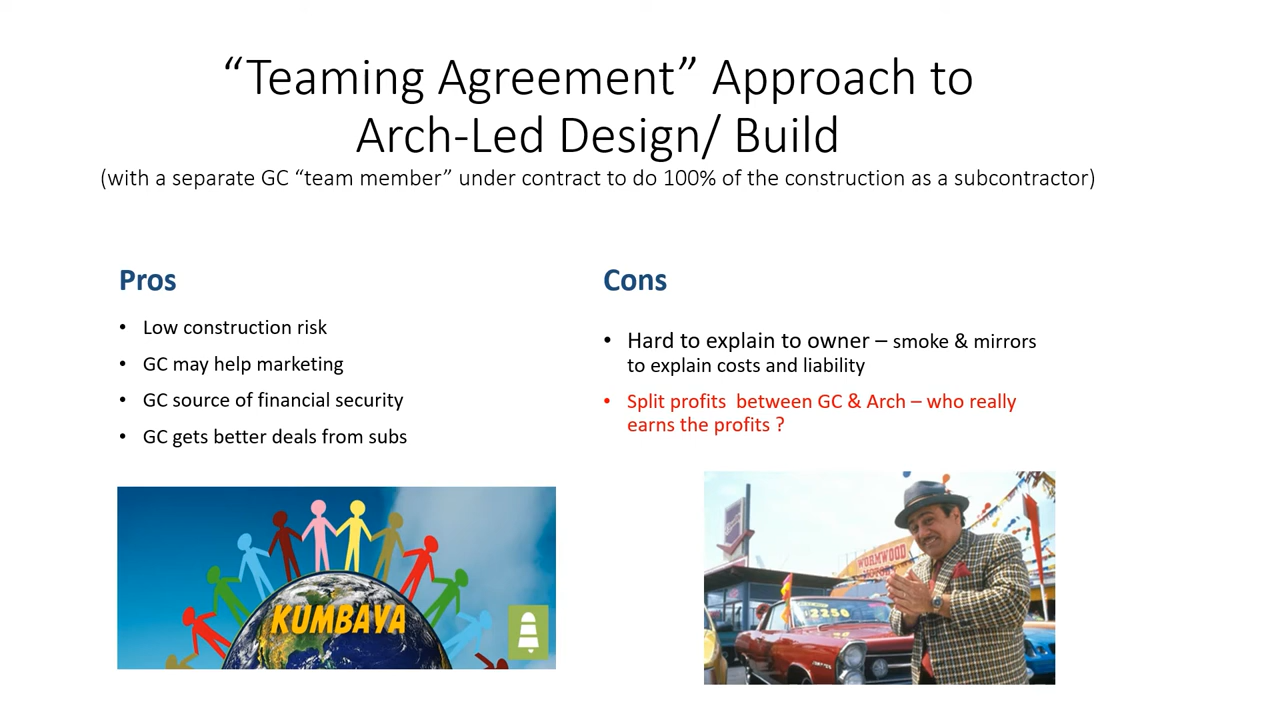 “Teaming Agreement” Approach to
Arch-Led Design/ Build
(with a separate GC “team member” under contract to do 100% of the construction as a subcontractor)
Pros
• Low construction risk
• GC may help marketing
• GC source of financial security
• GC gets better deals from subs
Cons
• Hard to explain to owner – smoke & mirrors
to explain costs and liability
• Split profits  between GC & Arch – who really
earns the profits ?
KUMBAYA
WORMWOOD
MOTORS
2250